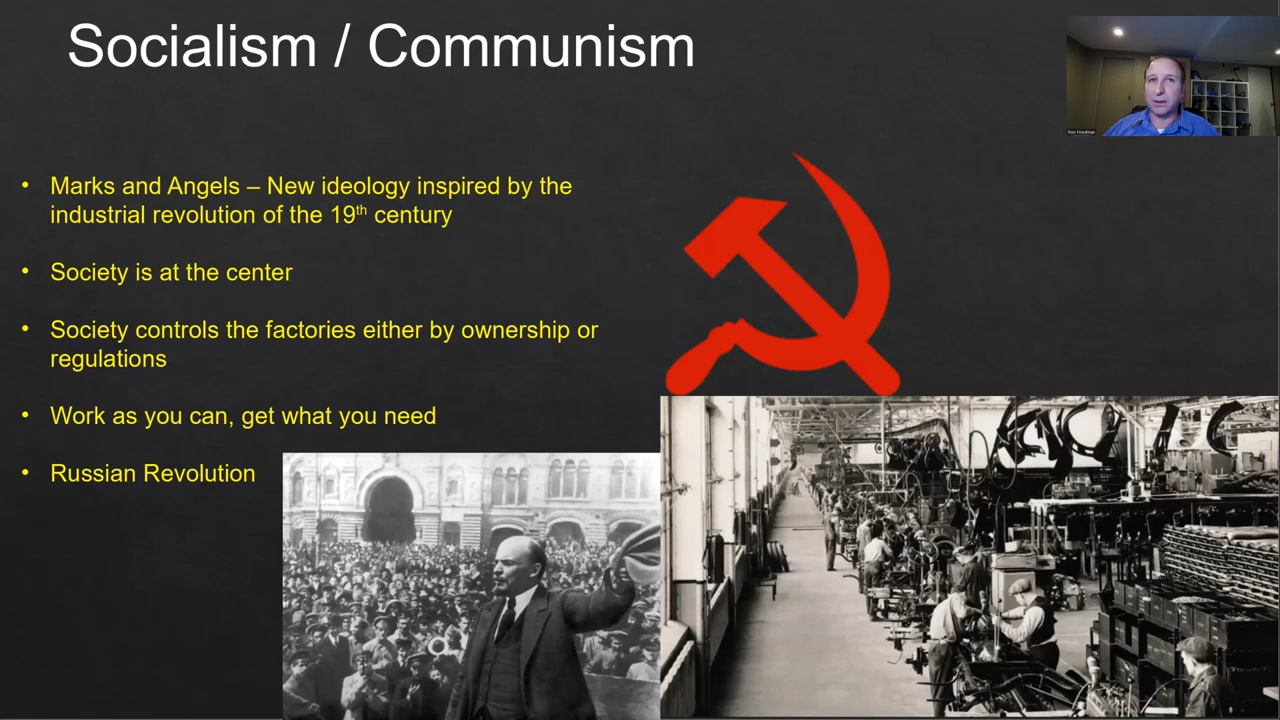 Socialism / Communism
Ron Friedman
• Marks and Angels – New ideology inspired by the
industrial revolution of the 19th century
• Society is at the center
• Society controls the factories either by ownership or
regulations
• Work as you can, get what you need
• Russian Revolution